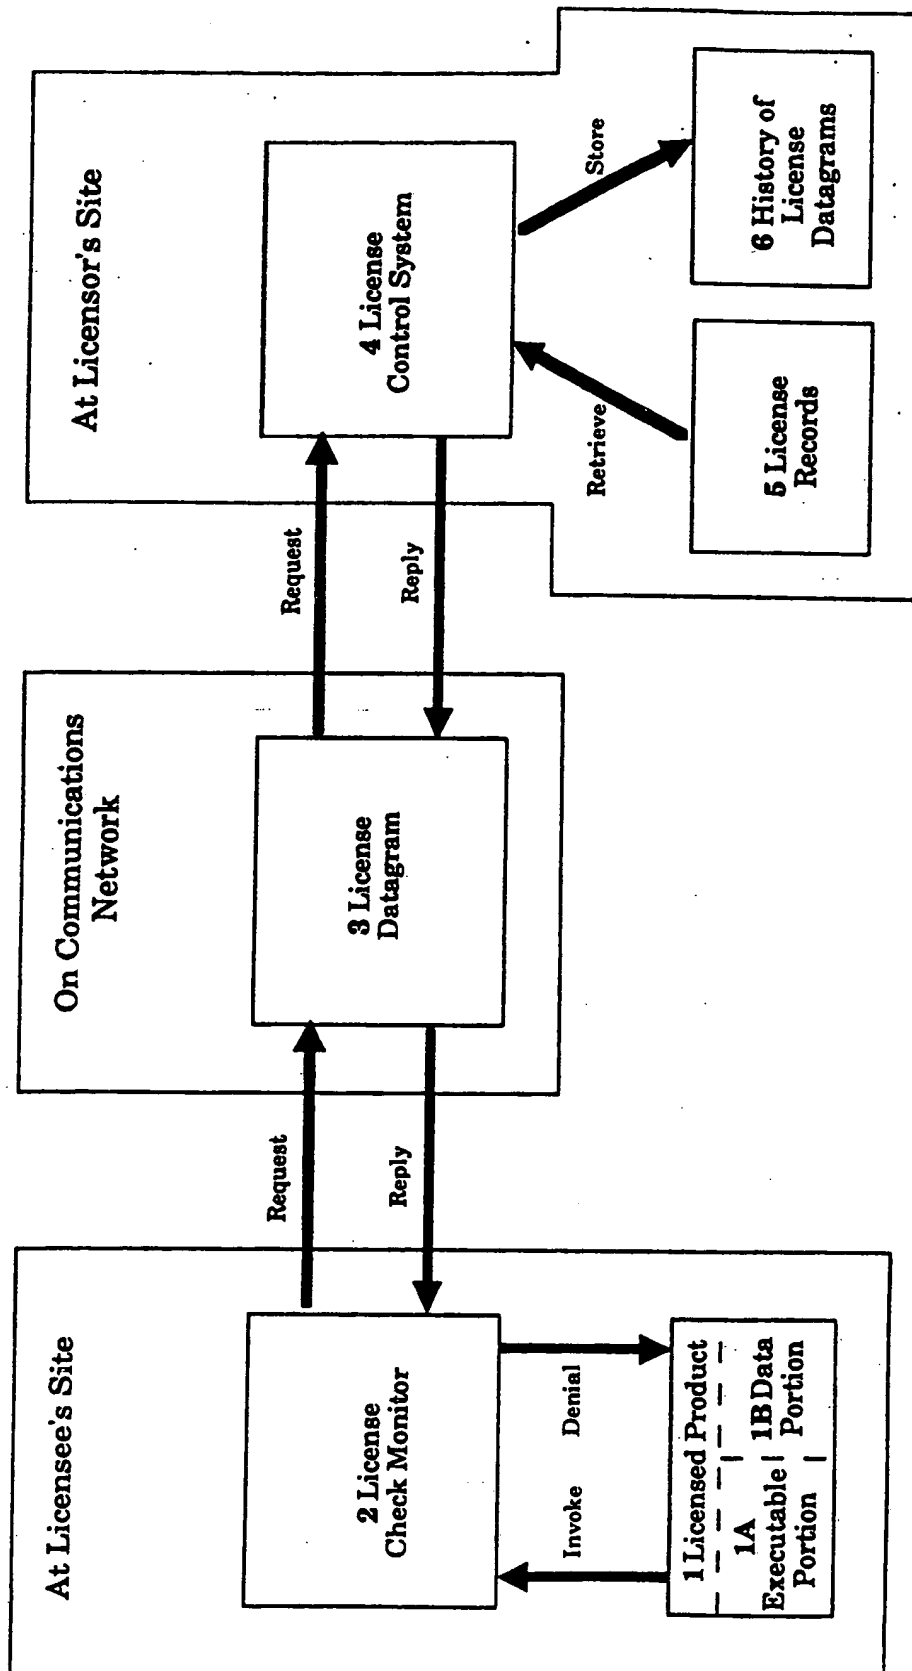 At Licensee's Site
2 License
Check Monitor
Invoke
Denial
1 Licensed Product
1A
Executable
Portion
1B Data
Portion
Request
Reply
On Communications
Network
3 License
Datagram
Request
Reply
At Licensor's Site
4 License
Control System
Retrieve
Store
5 License
Records
6 History of
License
Datagrams